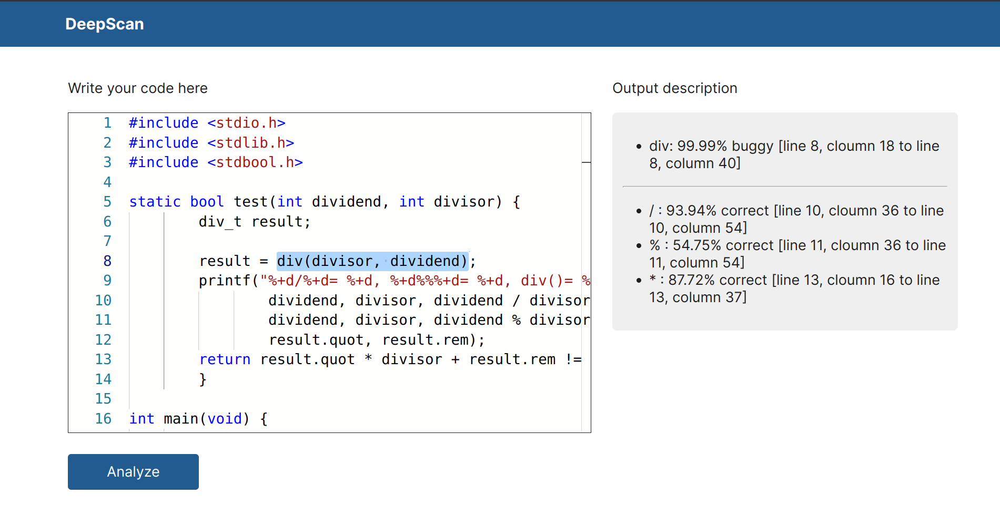 DeepScan
Write your code here
1 #include <stdio.h>
2 #include <stdlib.h>
3 #include <stdbool.h>
4
5 static bool test(int dividend, int divisor) {
6 div_t result;
7
8 result = div(divisor, dividend);
9 printf("%+d/%+d= %+d, %+d%%%+d= %+d, div()= %
10 dividend, divisor, dividend / divisor
11 dividend, divisor, dividend % divisor
12 result.quot, result.rem);
13 return result.quot * divisor + result.rem !=
14 }
15
16 int main(void) {
Analyze
Output description
• div: 99.99% buggy [line 8, cloumn 18 to line
8, column 40]
• / : 93.94% correct [line 10, cloumn 36 to line
10, column 54]
• % : 54.75% correct [line 11, cloumn 36 to line
11, column 54]
• * : 87.72% correct [line 13, cloumn 16 to line
13, column 37]